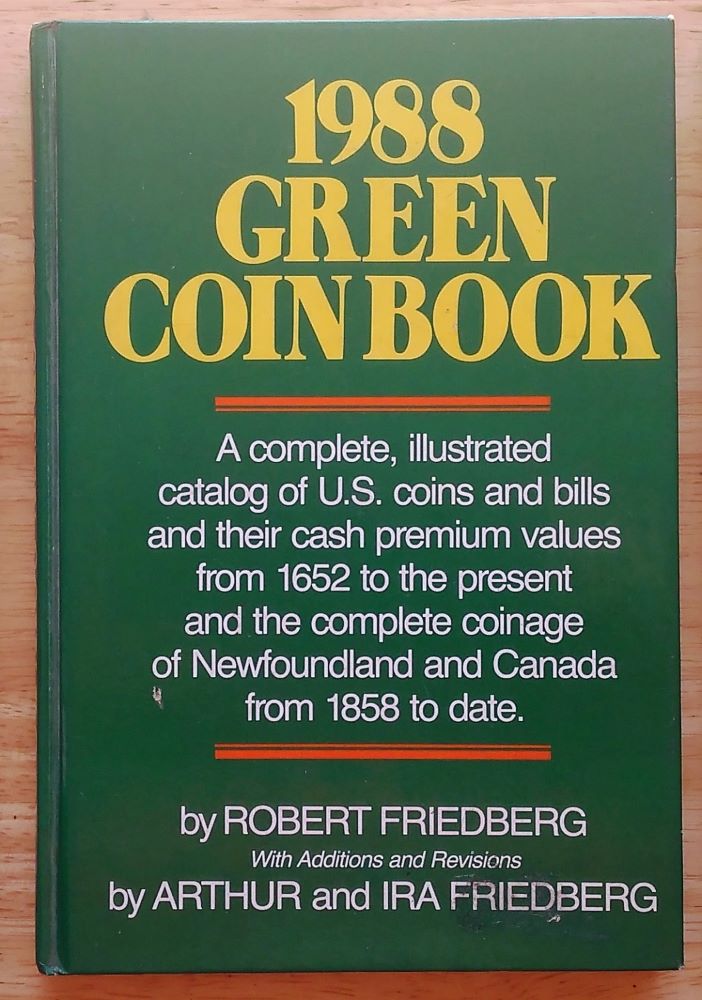 1988
GREEN
COIN BOOK
A complete, illustrated
catalog of U.S. coins and bills
and their cash premium values
from 1652 to the present
and the complete coinage
of Newfoundland and Canada
from 1858 to date.
by ROBERT FRIEDBERG
With Additions and Revisions
by ARTHUR and IRA FRIEDBERG